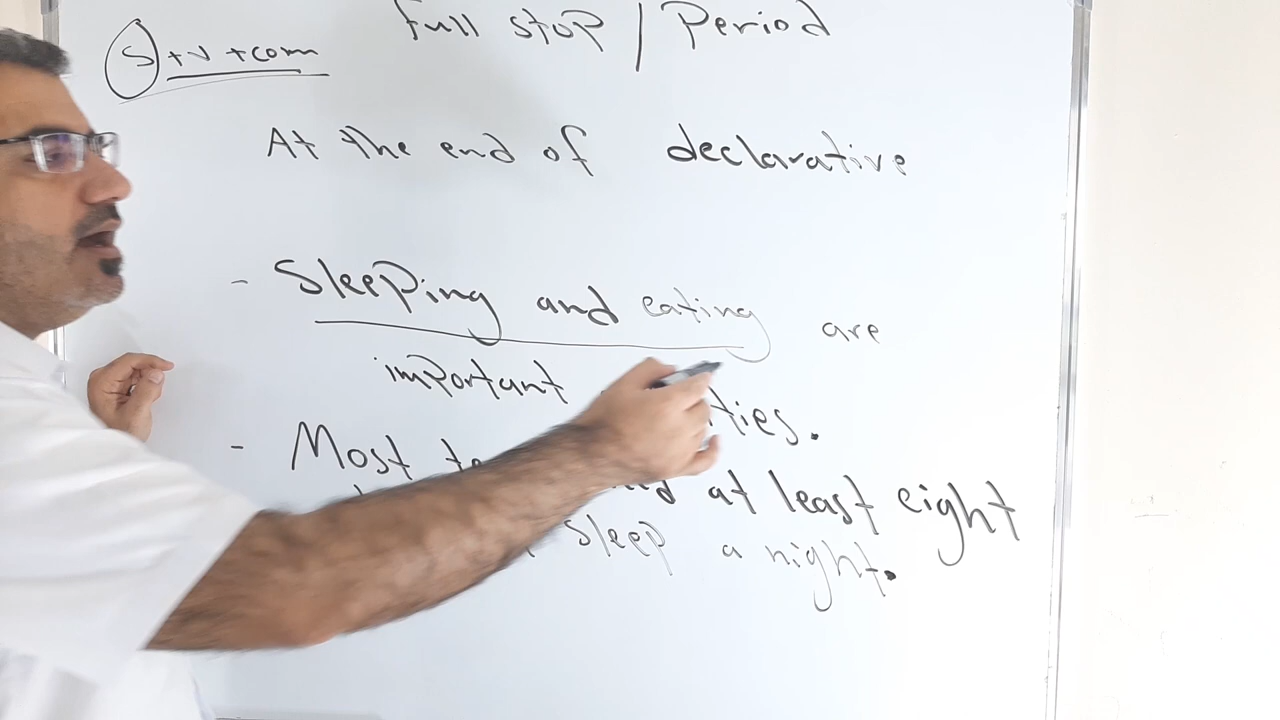 Full stop / Period
S + V + com
At the end of declarative
- Sleeping and eating are
important ties.
- Most at least eight
sleep a night.